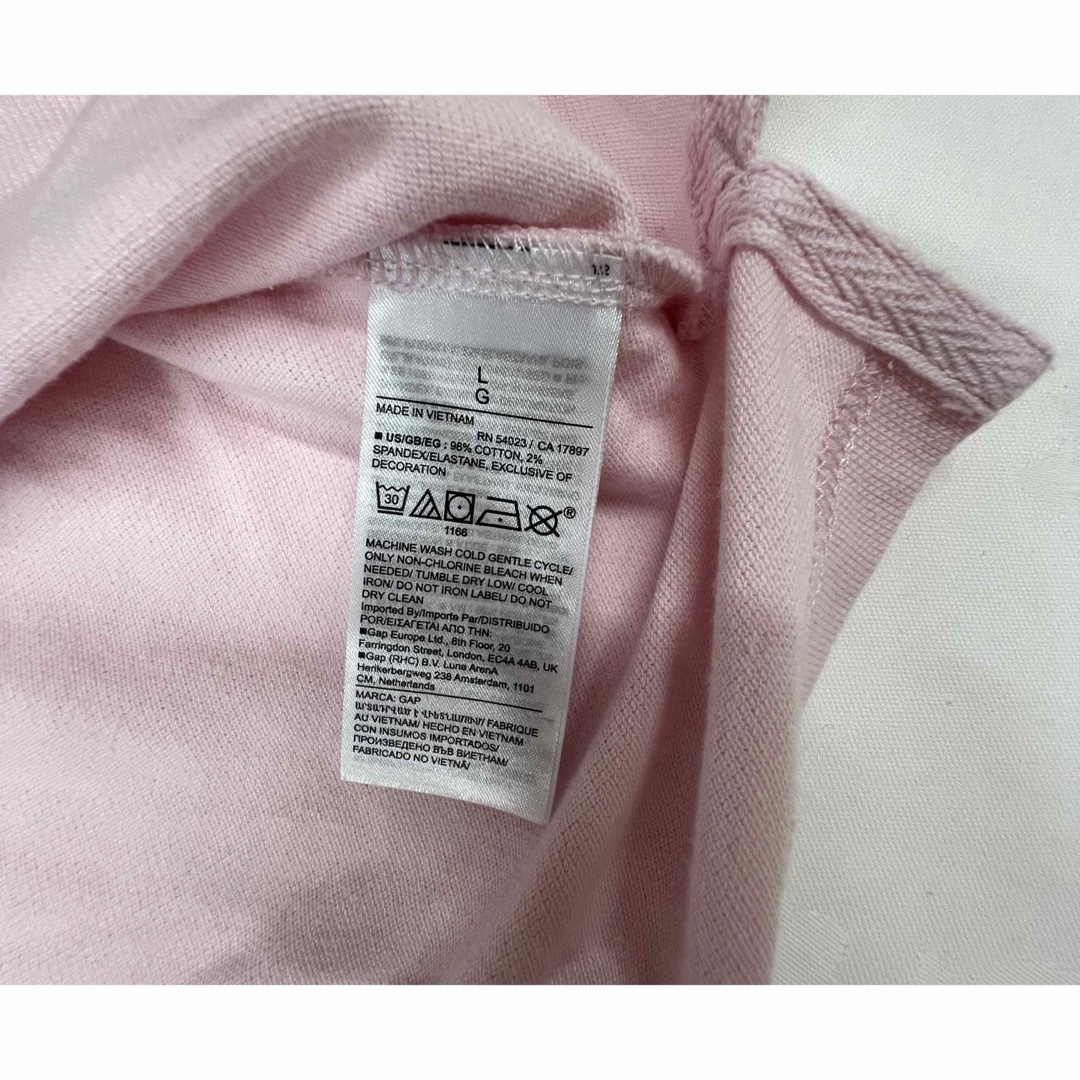 L
G
MADE IN VIETNAM
RN 54023 / CA 17897
■ US/GB/EG : 98% COTTON, 2%
SPANDEX/ELASTANE, EXCLUSIVE OF
DECORATION
30
®
1166
MACHINE WASH COLD GENTLE CYCLE/
ONLY NON-CHLORINE BLEACH WHEN
NEEDED/ TUMBLE DRY LOW/ COOL
IRON/ DO NOT IRON LABEL/ DO NOT
DRY CLEAN
Imported By/Importe Par/DISTRIBUIDO
POR/ΕΙΣΑΓΕΤΑΙ ΑΠΟ ΤΗΝ:
■Gap Europe Ltd., 8th Floor, 20
Farringdon Street, London, EC4A 4AB, UK
■Gap (RHC) B.V. Luna ArenA
Herikerbergweg 238 Amsterdam, 1101
CM, Netherlands
MARCA: GAP
ԱՐՏԱԴՐՎԱԾ Է ՎԻԵՏՆԱՄՈՒՄ/ FABRIQUE
AU VIETNAM/ HECHO EN VIETNAM
CON INSUMOS IMPORTADOS/
ПРОИЗВЕДЕНО ВЪВ ВИЕТНАМ/
FABRICADO NO VIETNÃ/